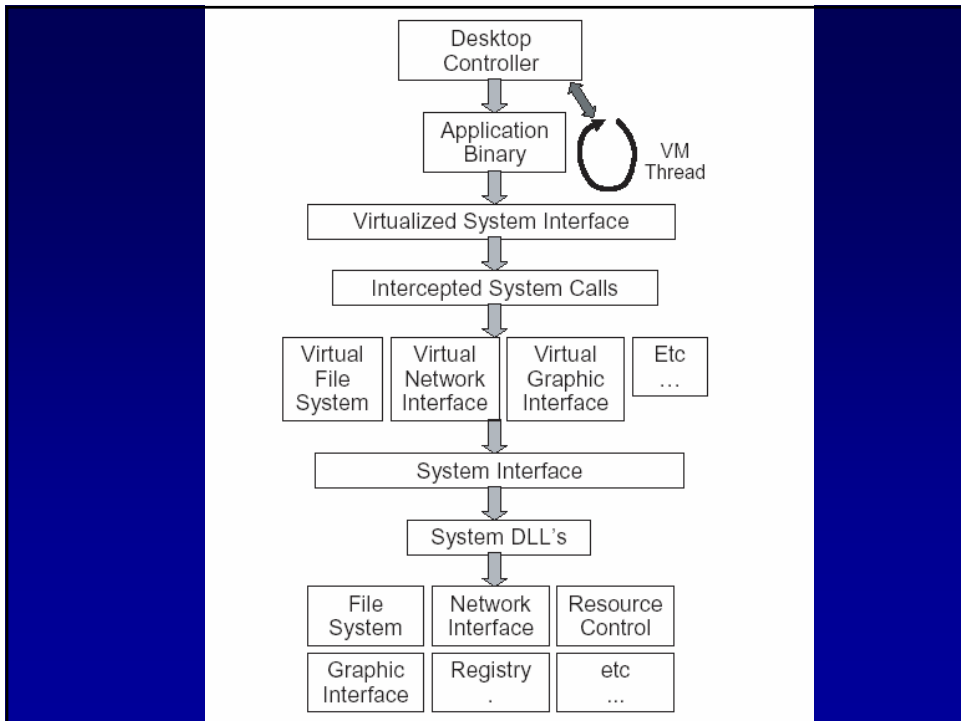 Desktop
Controller
Application
Binary
VM
Thread
Virtualized System Interface
Intercepted System Calls
Virtual
File
System
Virtual
Network
Interface
Virtual
Graphic
Interface
Etc
…
System Interface
System DLL's
File
System
Network
Interface
Resource
Control
Graphic
Interface
Registry
.
etc
...